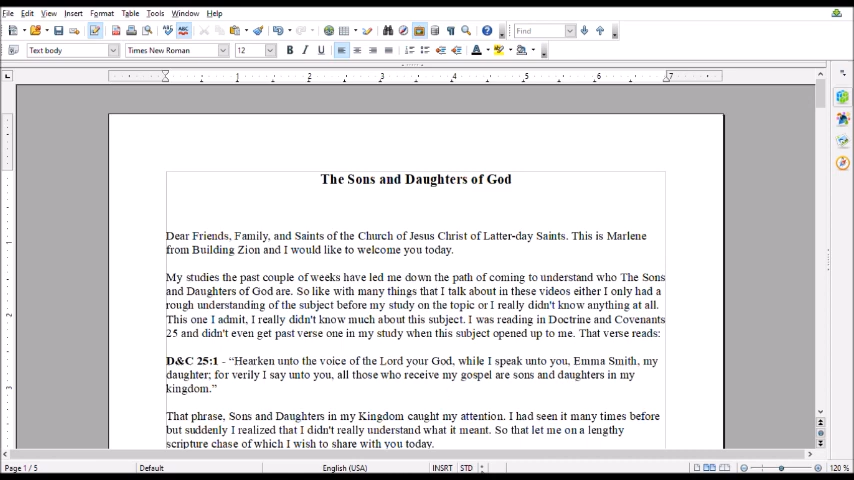 File Edit View Insert Format Table Tools Window Help
Find
Text body Times New Roman 12
1 2 3 4 5 6 7
The Sons and Daughters of God
Dear Friends, Family, and Saints of the Church of Jesus Christ of Latter-day Saints. This is Marlene
from Building Zion and I would like to welcome you today.
My studies the past couple of weeks have led me down the path of coming to understand who The Sons
and Daughters of God are. So like with many things that I talk about in these videos either I only had a
rough understanding of the subject before my study on the topic or I really didn't know anything at all.
This one I admit, I really didn't know much about this subject. I was reading in Doctrine and Covenants
25 and didn't even get past verse one in my study when this subject opened up to me. That verse reads:
D&C 25:1 - “Hearken unto the voice of the Lord your God, while I speak unto you, Emma Smith, my
daughter; for verily I say unto you, all those who receive my gospel are sons and daughters in my
kingdom.”
That phrase, Sons and Daughters in my Kingdom caught my attention. I had seen it many times before
but suddenly I realized that I didn't really understand what it meant. So that let me on a lengthy
scripture chase of which I wish to share with you today.
Page 1 / 5 Default English (USA) INSRT STD * 120 %